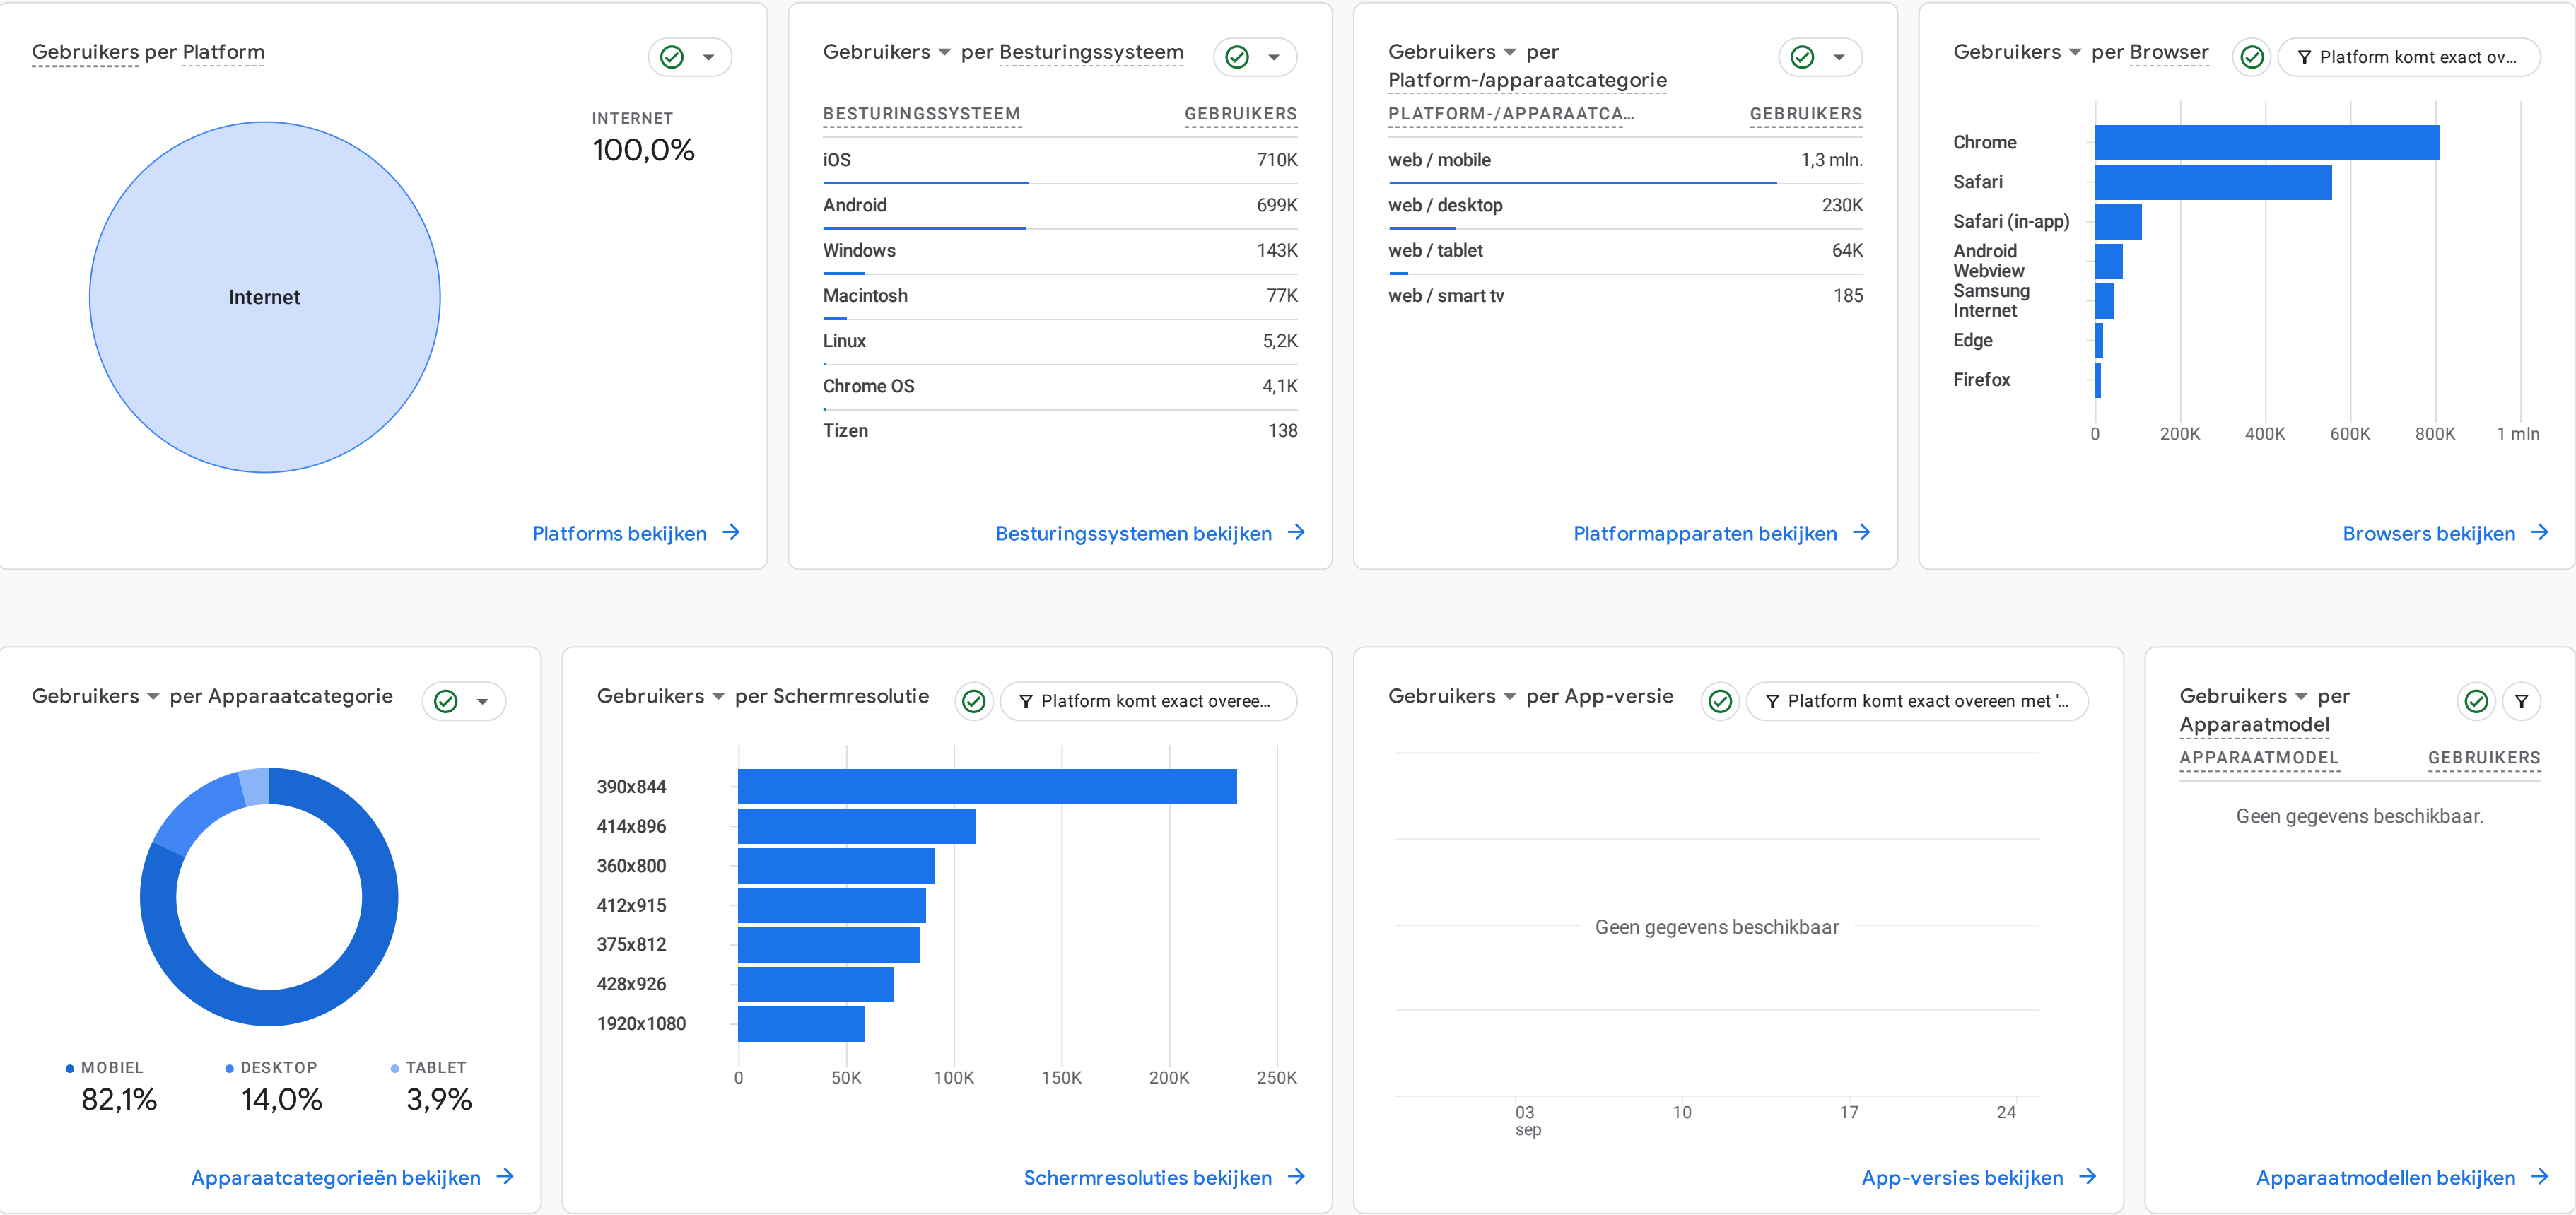 Gebruikers per Platform
INTERNET
100,0%
Internet
Platforms bekijken
Gebruikers per Besturingssysteem
BESTURINGSSYSTEEM GEBRUIKERS
iOS 710K
Android 699K
Windows 143K
Macintosh 77K
Linux 5,2K
Chrome OS 4,1K
Tizen 138
Besturingssystemen bekijken
Gebruikers per
Platform-/apparaatcategorie
PLATFORM-/APPARAATCA... GEBRUIKERS
web / mobile 1,3 mln.
web / desktop 230K
web / tablet 64K
web / smart tv 185
Platformapparaten bekijken
Gebruikers per Browser
Platform komt exact ov...
Chrome
Safari
Safari (in-app)
Android
Webview
Samsung
Internet
Edge
Firefox
0 200K 400K 600K 800K 1 mln
Browsers bekijken
Gebruikers per Apparaatcategorie
MOBIEL DESKTOP TABLET
82,1% 14,0% 3,9%
Apparaatcategorieën bekijken
Gebruikers per Schermresolutie
Platform komt exact overee...
390x844
414x896
360x800
412x915
375x812
428x926
1920x1080
0 50K 100K 150K 200K 250K
Schermresoluties bekijken
Gebruikers per App-versie
Platform komt exact overeen met '...
Geen gegevens beschikbaar
03 10 17 24
sep
App-versies bekijken
Gebruikers per
Apparaatmodel
APPARAATMODEL GEBRUIKERS
Geen gegevens beschikbaar.
Apparaatmodellen bekijken